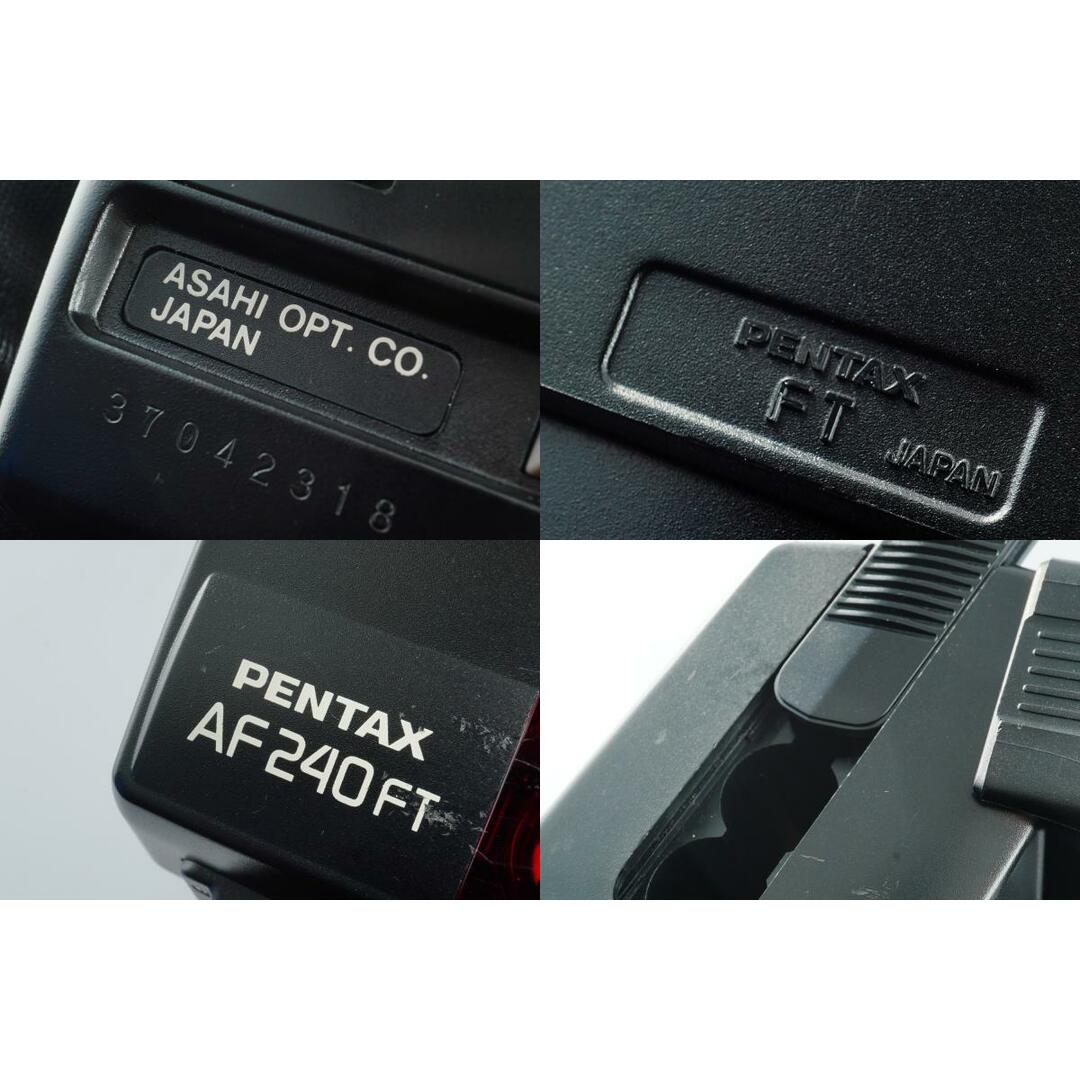 ASAHI OPT. CO.
JAPAN
37042318
PENTAX
FT
JAPAN
PENTAX
AF240FT